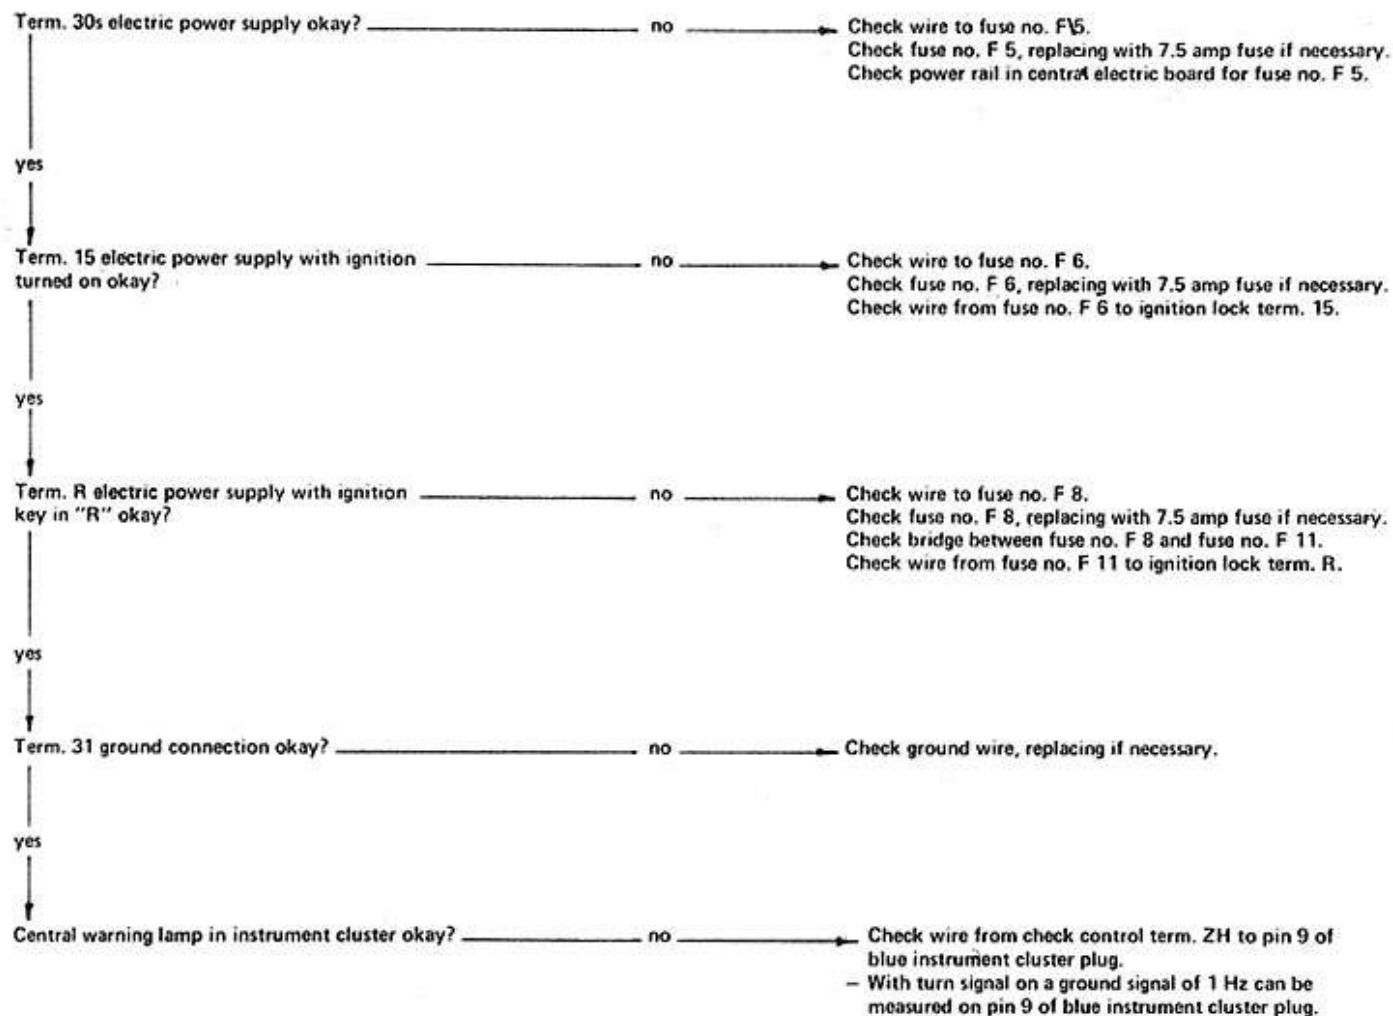 Term. 30s electric power supply okay?
no
Check wire to fuse no. F\5.
Check fuse no. F 5, replacing with 7.5 amp fuse if necessary.
Check power rail in central electric board for fuse no. F 5.
yes
Term. 15 electric power supply with ignition
turned on okay?
no
Check wire to fuse no. F 6.
Check fuse no. F 6, replacing with 7.5 amp fuse if necessary.
Check wire from fuse no. F 6 to ignition lock term. 15.
yes
Term. R electric power supply with ignition
key in "R" okay?
no
Check wire to fuse no. F 8.
Check fuse no. F 8, replacing with 7.5 amp fuse if necessary.
Check bridge between fuse no. F 8 and fuse no. F 11.
Check wire from fuse no. F 11 to ignition lock term. R.
yes
Term. 31 ground connection okay?
no
Check ground wire, replacing if necessary.
yes
Central warning lamp in instrument cluster okay?
no
Check wire from check control term. ZH to pin 9 of
blue instrument cluster plug.
– With turn signal on a ground signal of 1 Hz can be
measured on pin 9 of blue instrument cluster plug.